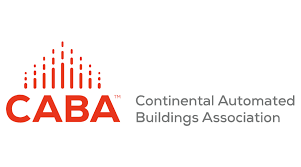 CABA™
Continental Automated
Buildings Association